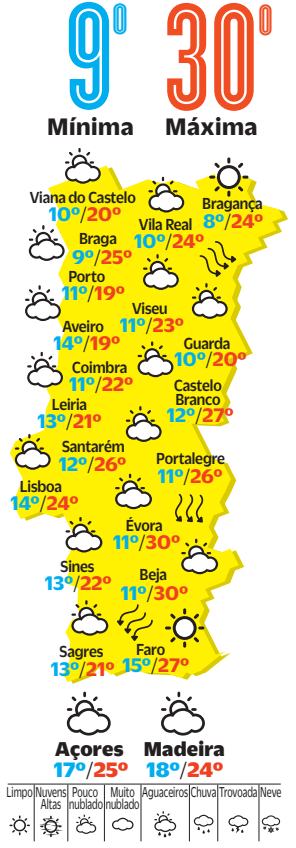 9º 30º
Mínima Máxima
Viana do Castelo
10º/20º
Bragança
8º/24º
Vila Real
10º/24º
Braga
9º/25º
Porto
11º/19º
Viseu
11º/23º
Aveiro
14º/19º
Guarda
10º/20º
Coimbra
11º/22º
Castelo
Branco
12º/27º
Leiria
13º/21º
Santarém
12º/26º
Portalegre
11º/26º
Lisboa
14º/24º
Évora
11º/30º
Sines
13º/22º
Beja
11º/30º
Sagres
13º/21º
Faro
15º/27º
Açores
17º/25º
Madeira
18º/24º
Limpo
Nuvens
Altas
Pouco
nublado
Muito
nublado
Aguaceiros
Chuva
Trovoada
Neve